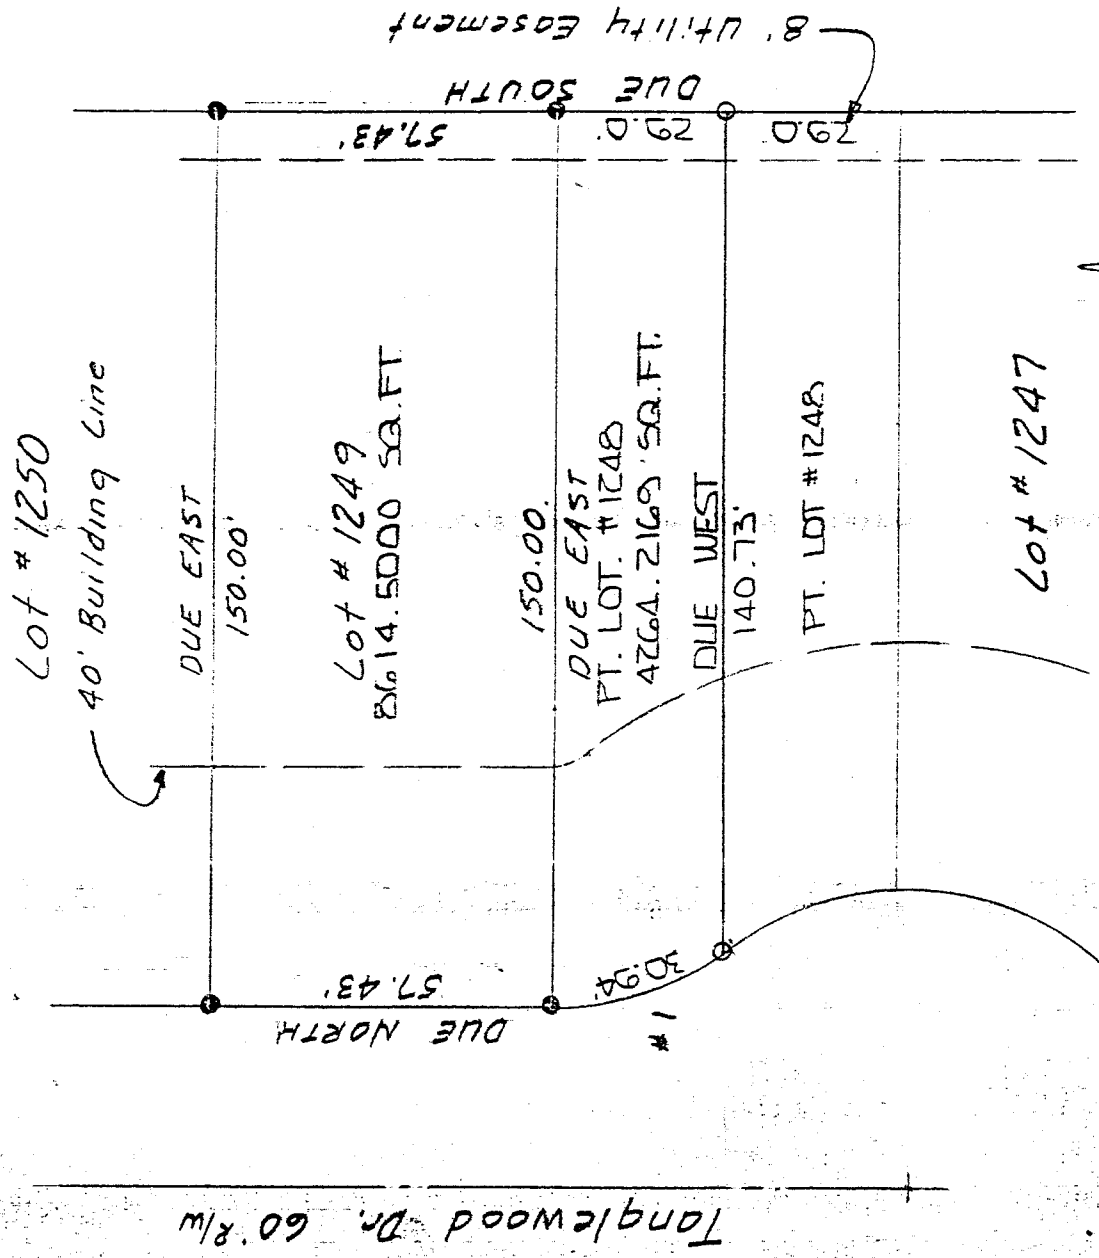 8' Utility Easement
DUE SOUTH
57.43'
29.0'
29.0'
Lot # 1250
40' Building Line
DUE EAST
150.00'
Lot # 1249
8614.5000 SQ.FT.
150.00.
DUE EAST
PT. LOT. #1248
4264.2169 SQ.FT.
DUE WEST
140.73'
PT. LOT #1248
Lot # 1247
57.43'
DUE NORTH
30.94'
#1
Tanglewood Dr. 60' R/W